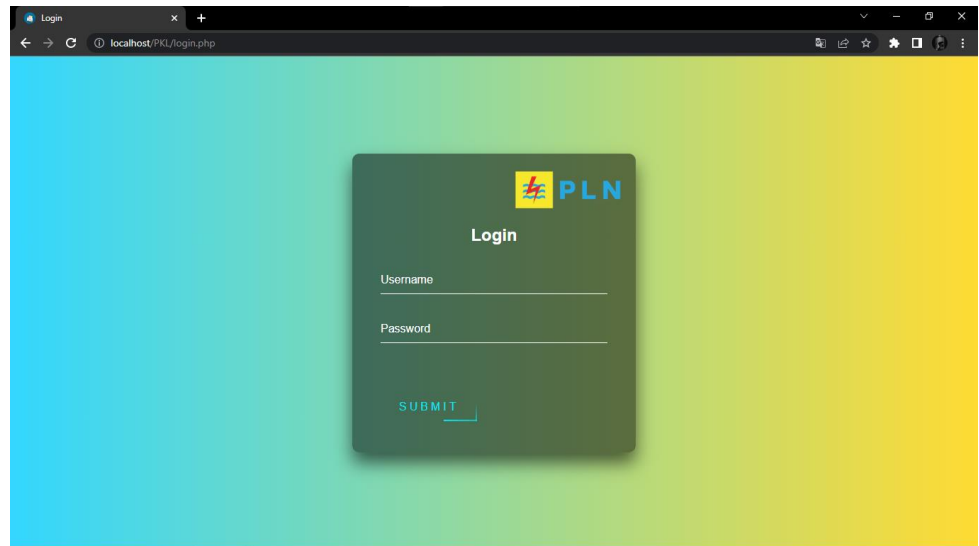 Login
localhost/PKL/login.php
PLN
Login
Username
Password
SUBMIT